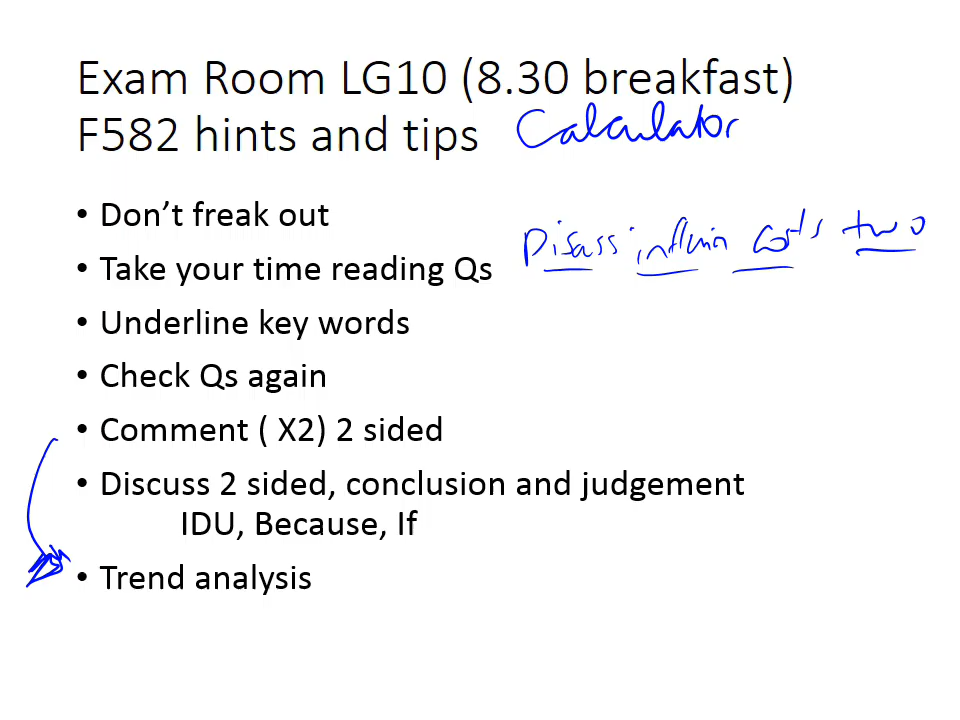 Exam Room LG10 (8.30 breakfast)
F582 hints and tips Calculator
• Don't freak out
Discuss inflation costs two
• Take your time reading Qs
• Underline key words
• Check Qs again
• Comment ( X2) 2 sided
• Discuss 2 sided, conclusion and judgement
IDU, Because, If
• Trend analysis